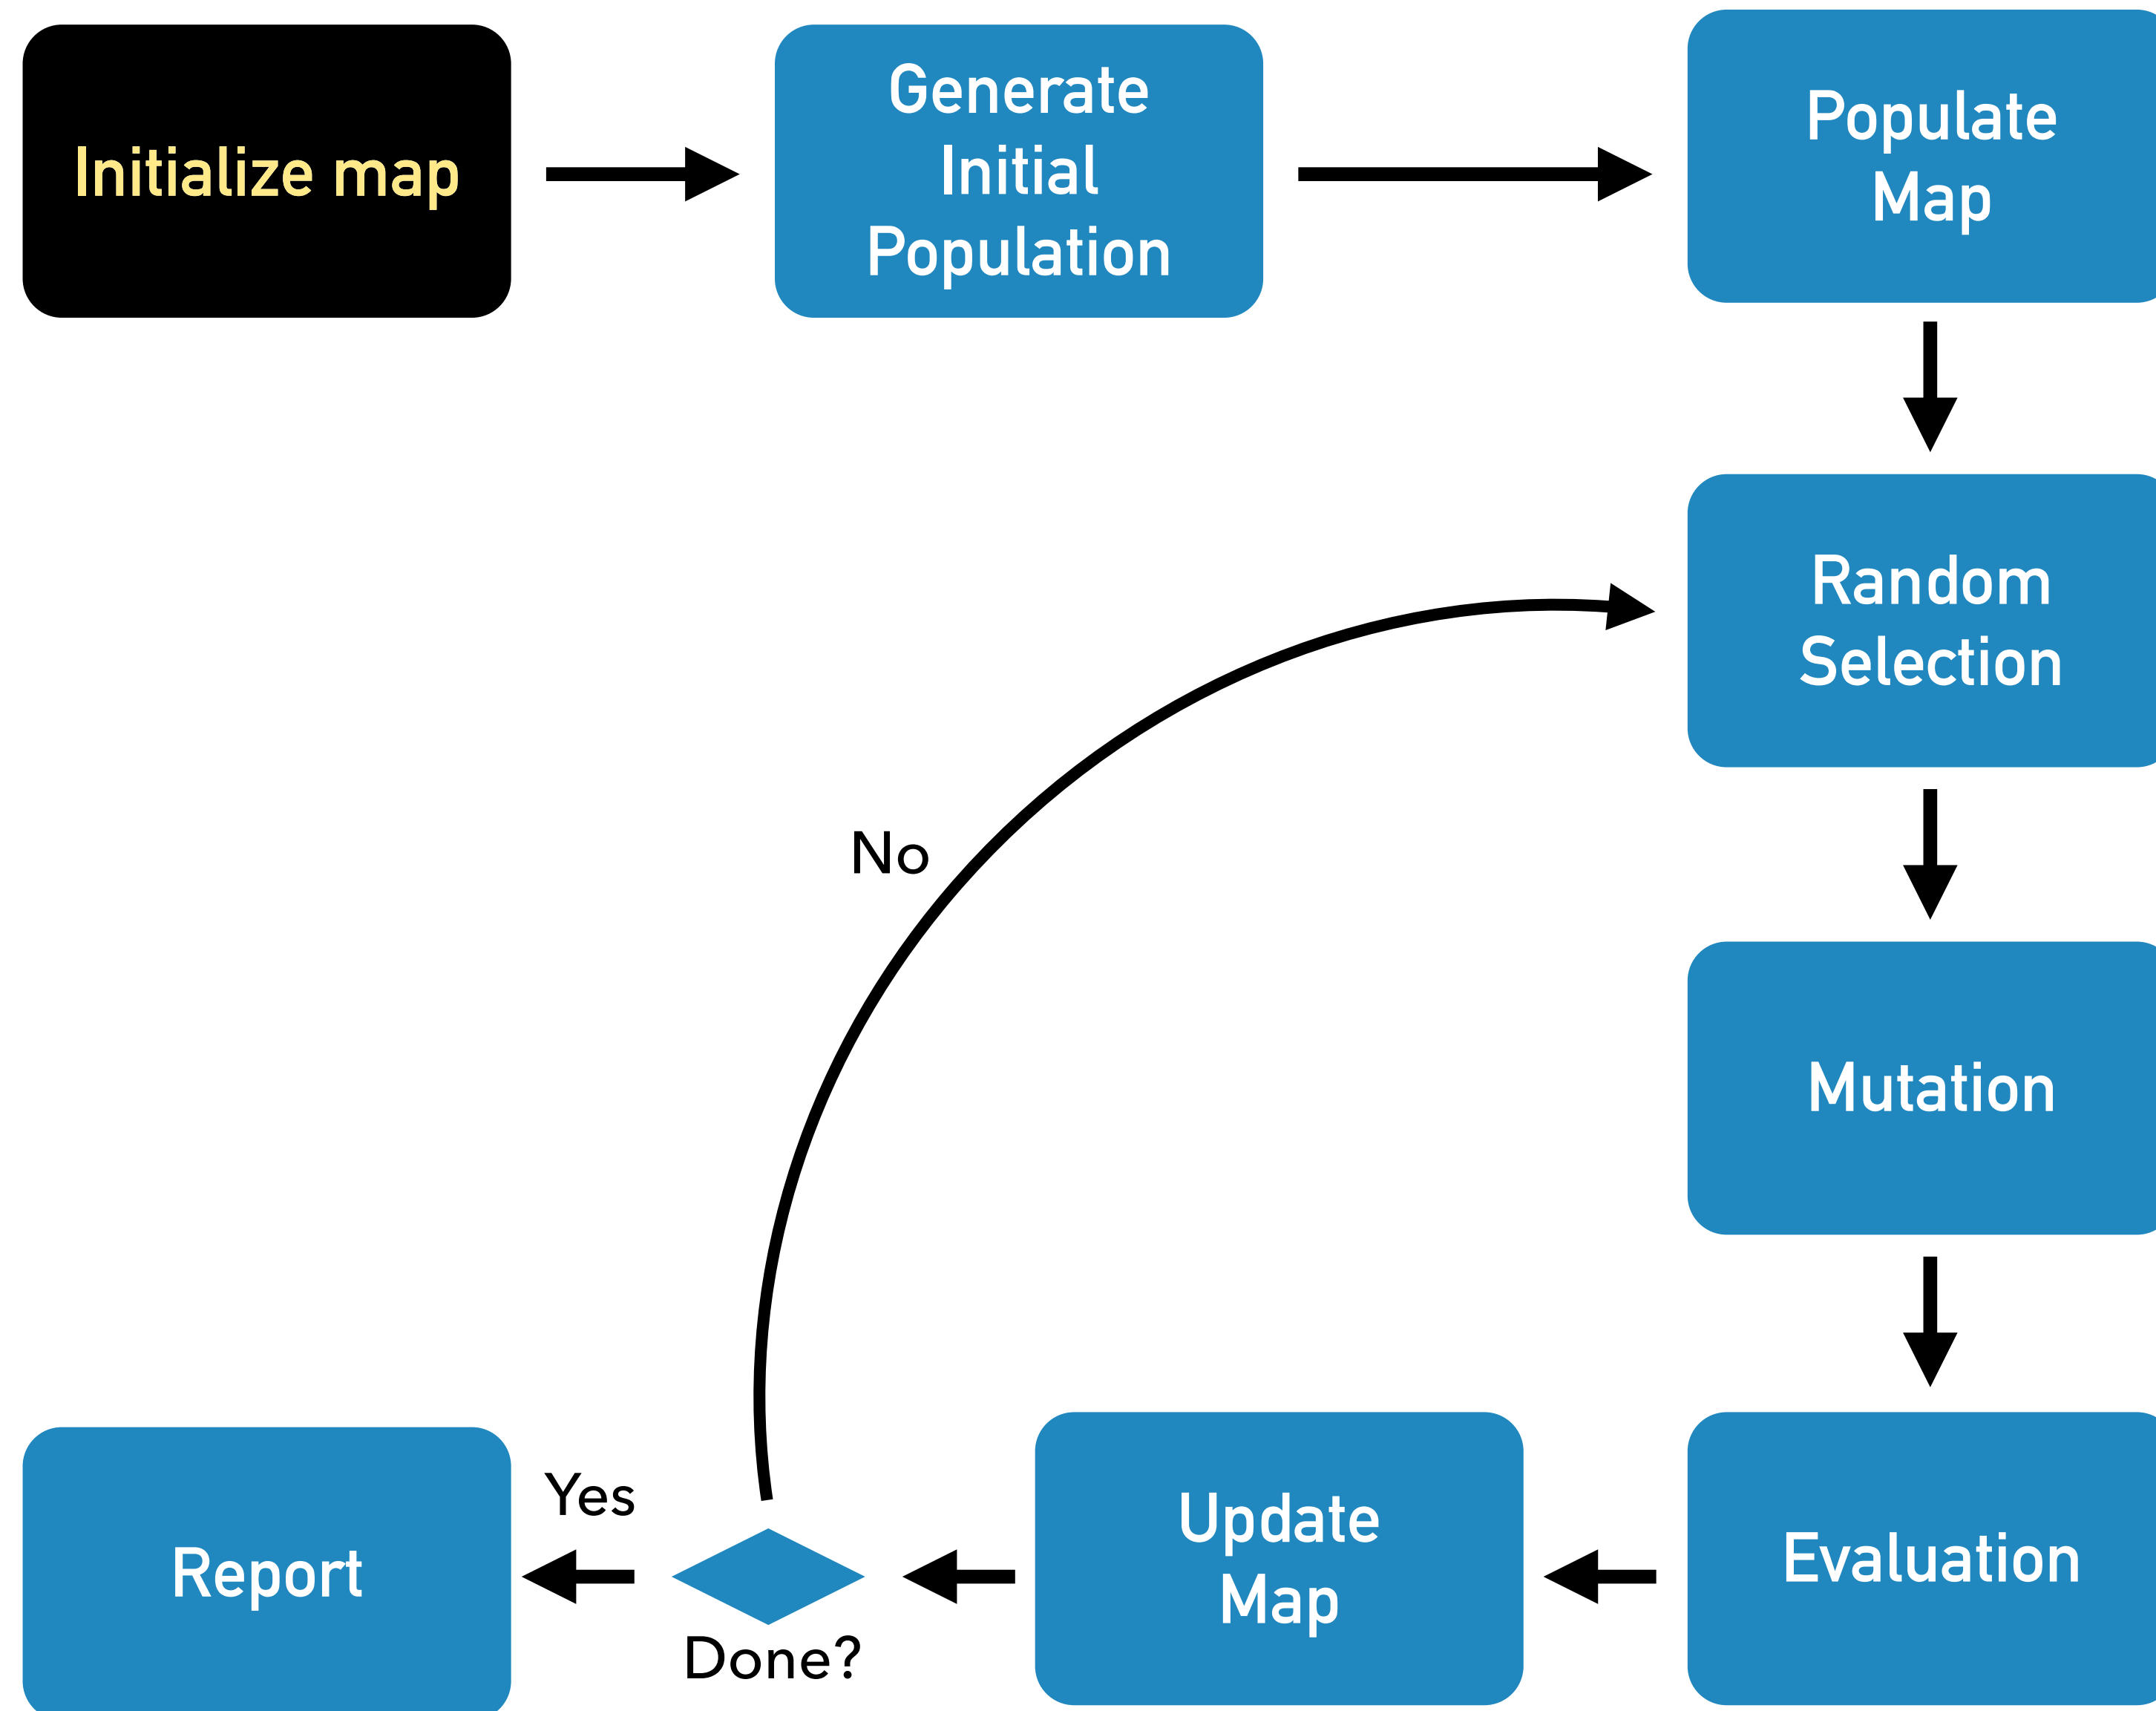 Initialize map
Generate
Initial
Population
Populate
Map
Random
Selection
No
Mutation
Evaluation
Update
Map
Done?
Yes
Report